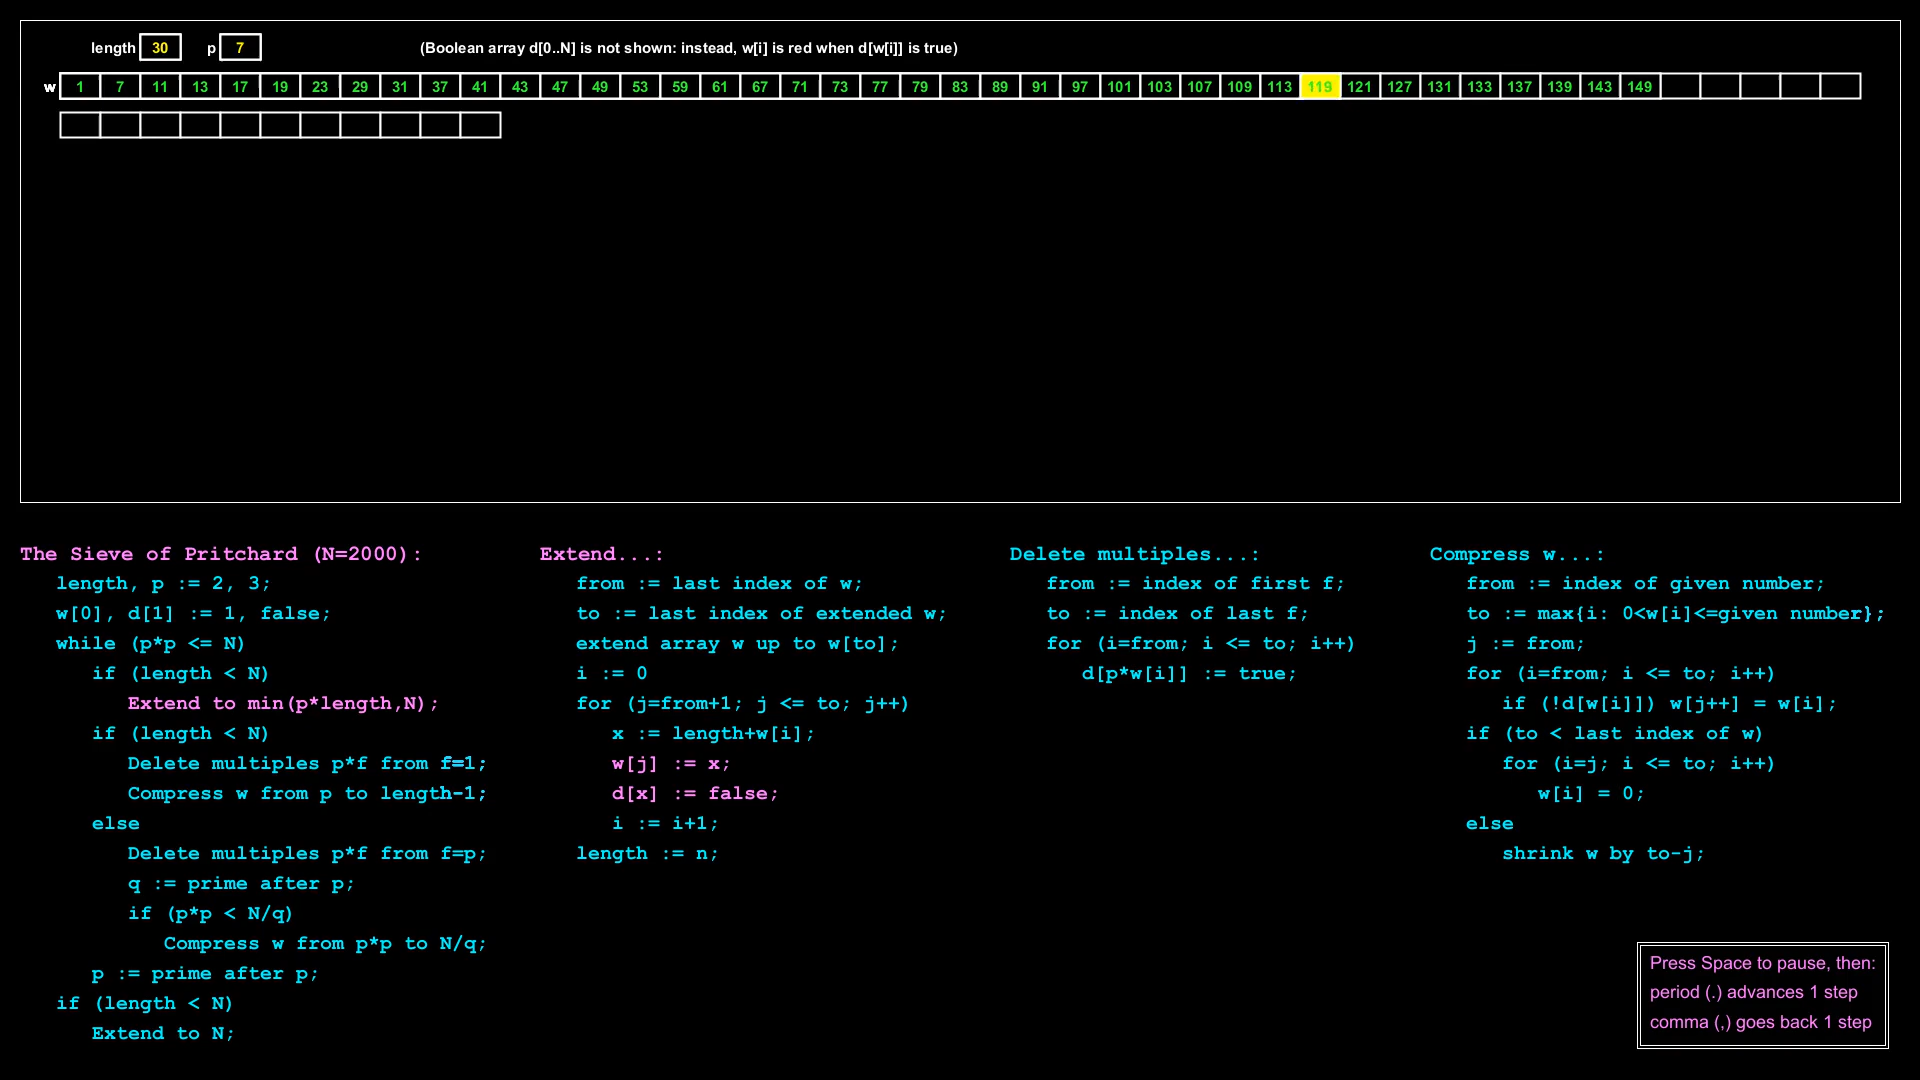 length 30 p 7 (Boolean array d[0..N] is not shown: instead, w[i] is red when d[w[i]] is true)
w 1 7 11 13 17 19 23 29 31 37 41 43 47 49 53 59 61 67 71 73 77 79 83 89 91 97 101 103 107 109 113 119 121 127 131 133 137 139 143 149
The Sieve of Pritchard (N=2000):
length, p := 2, 3;
w[0], d[1] := 1, false;
while (p*p <= N)
if (length < N)
Extend to min(p*length,N);
if (length < N)
Delete multiples p*f from f=1;
Compress w from p to length-1;
else
Delete multiples p*f from f=p;
q := prime after p;
if (p*p < N/q)
Compress w from p*p to N/q;
p := prime after p;
if (length < N)
Extend to N;
Extend...:
from := last index of w;
to := last index of extended w;
extend array w up to w[to];
i := 0
for (j=from+1; j <= to; j++)
x := length+w[i];
w[j] := x;
d[x] := false;
i := i+1;
length := n;
Delete multiples...:
from := index of first f;
to := index of last f;
for (i=from; i <= to; i++)
d[p*w[i]] := true;
Compress w...:
from := index of given number;
to := max{i: 0<w[i]<=given number};
j := from;
for (i=from; i <= to; i++)
if (!d[w[i]]) w[j++] = w[i];
if (to < last index of w)
for (i=j; i <= to; i++)
w[i] = 0;
else
shrink w by to-j;
Press Space to pause, then:
period (.) advances 1 step
comma (,) goes back 1 step